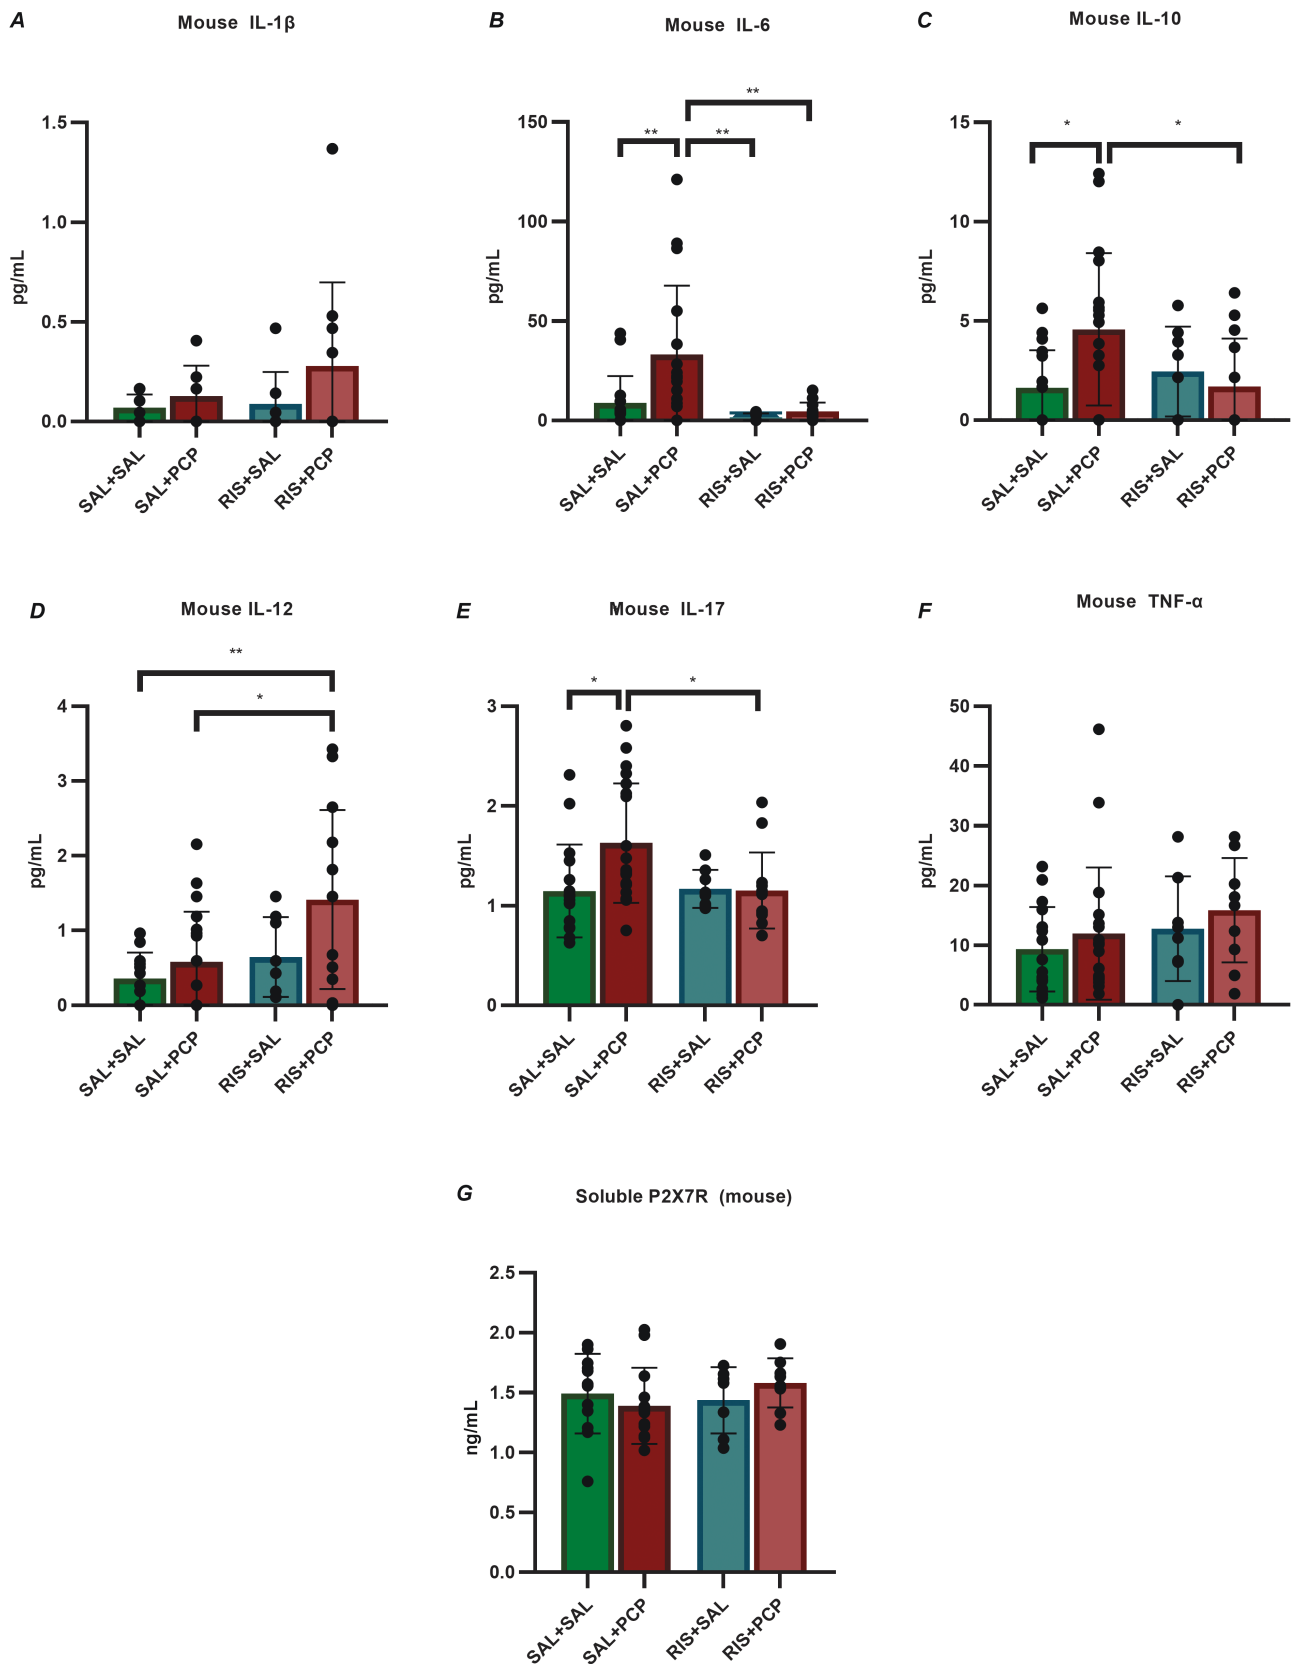 A
Mouse IL-1β
pg/mL
1.5
1.0
0.5
0.0
SAL+SAL
SAL+PCP
RIS+SAL
RIS+PCP
B
Mouse IL-6
pg/mL
150
100
50
0
**
**
**
SAL+SAL
SAL+PCP
RIS+SAL
RIS+PCP
C
Mouse IL-10
pg/mL
15
10
5
0
*
*
SAL+SAL
SAL+PCP
RIS+SAL
RIS+PCP
D
Mouse IL-12
pg/mL
4
3
2
1
0
**
*
SAL+SAL
SAL+PCP
RIS+SAL
RIS+PCP
E
Mouse IL-17
pg/mL
3
2
1
0
*
*
SAL+SAL
SAL+PCP
RIS+SAL
RIS+PCP
F
Mouse TNF-α
pg/mL
50
40
30
20
10
0
SAL+SAL
SAL+PCP
RIS+SAL
RIS+PCP
G
Soluble P2X7R (mouse)
ng/mL
2.5
2.0
1.5
1.0
0.5
0.0
SAL+SAL
SAL+PCP
RIS+SAL
RIS+PCP